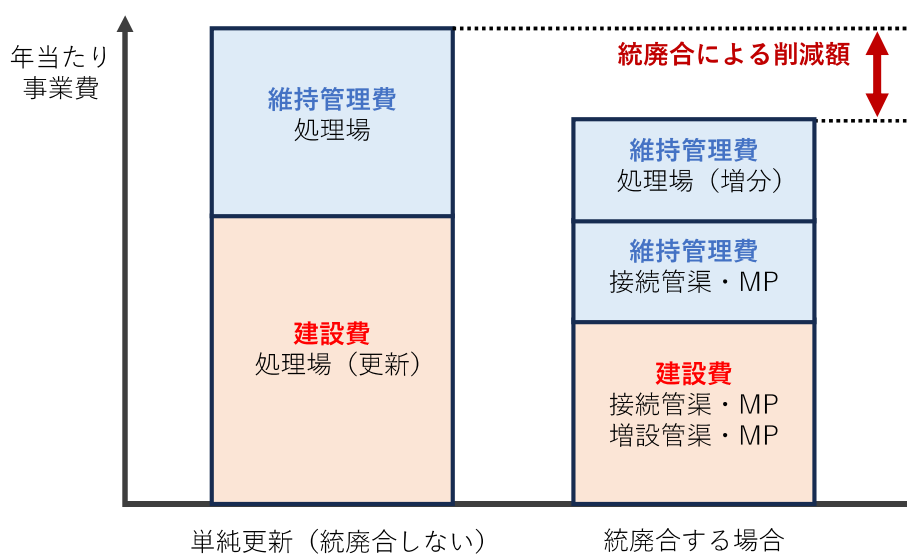 年当たり
事業費
維持管理費
処理場
建設費
処理場（更新）
単純更新（統廃合しない）
統廃合による削減額
維持管理費
処理場（増分）
維持管理費
接続管渠・MP
建設費
接続管渠・MP
増設管渠・MP
統廃合する場合